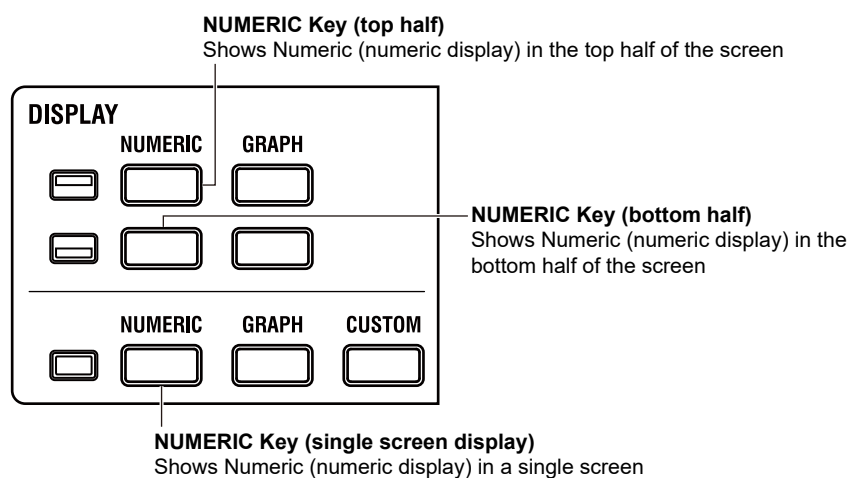 NUMERIC Key (top half)
Shows Numeric (numeric display) in the top half of the screen
DISPLAY
NUMERIC GRAPH
NUMERIC Key (bottom half)
Shows Numeric (numeric display) in the
bottom half of the screen
NUMERIC GRAPH CUSTOM
NUMERIC Key (single screen display)
Shows Numeric (numeric display) in a single screen